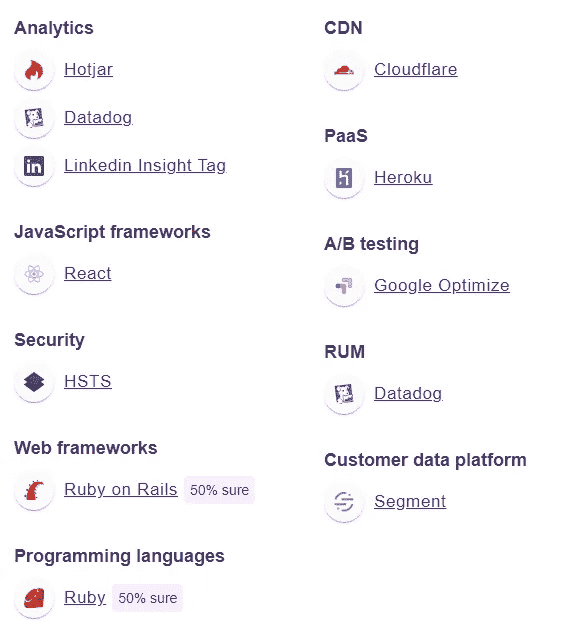 Analytics
Hotjar
Datadog
Linkedin Insight Tag
JavaScript frameworks
React
Security
HSTS
Web frameworks
Ruby on Rails 50% sure
Programming languages
Ruby 50% sure
CDN
Cloudflare
PaaS
Heroku
A/B testing
Google Optimize
RUM
Datadog
Customer data platform
Segment